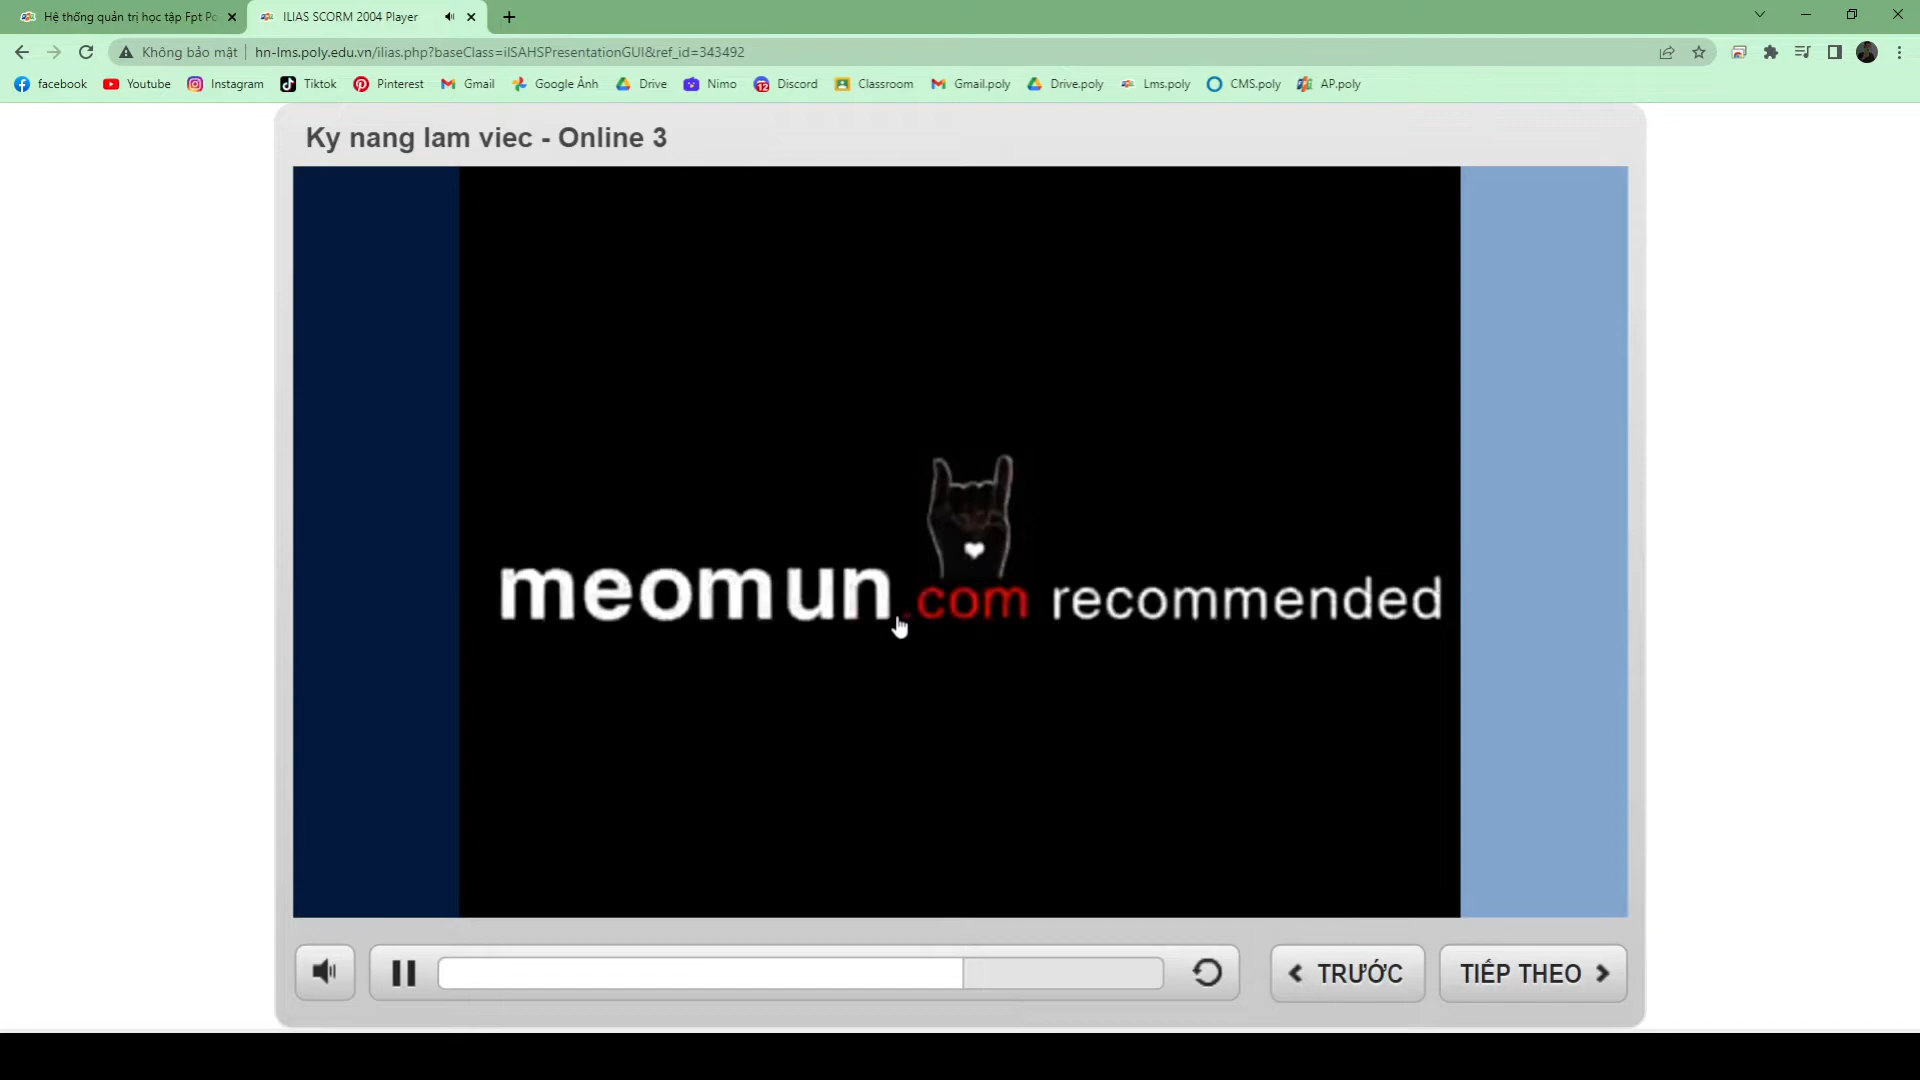 Hệ thống quản trị học tập Fpt Po
ILIAS SCORM 2004 Player
Không bảo mật
hn-lms.poly.edu.vn/ilias.php?baseClass=ilSAHSPresentationGUI&ref_id=343492
facebook Youtube Instagram Tiktok Pinterest Gmail Google Ảnh Drive Nimo 12 Discord Classroom Gmail.poly Drive.poly Lms.poly CMS.poly AP.poly
Ky nang lam viec - Online 3
meomun.com recommended
TRƯỚC
TIẾP THEO